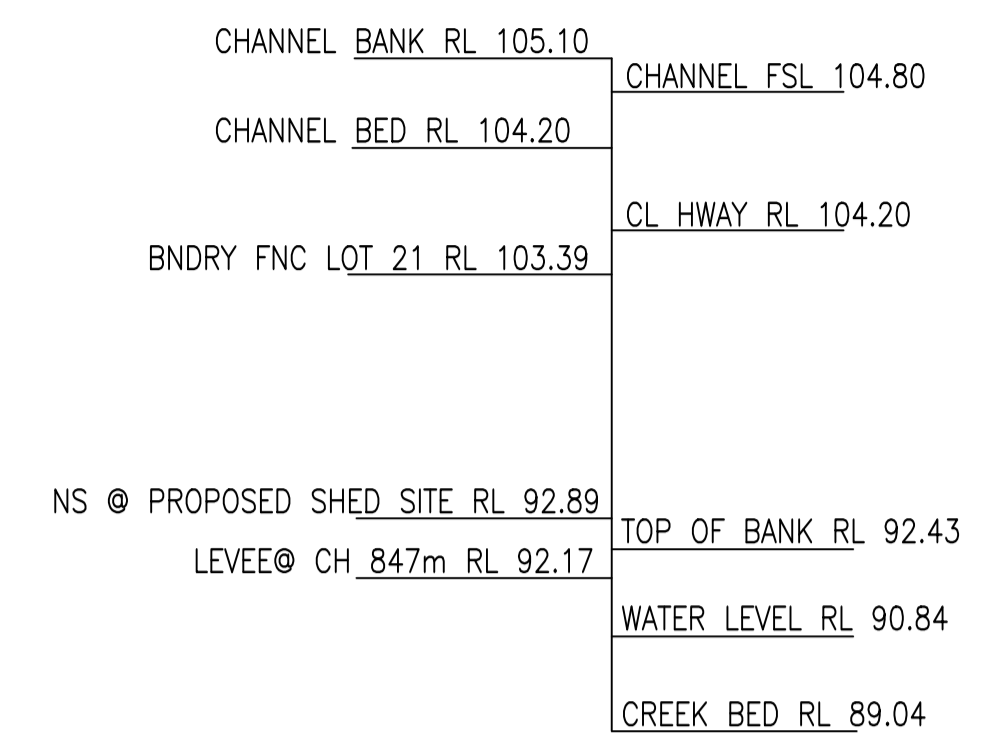 CHANNEL BANK RL 105.10
CHANNEL FSL 104.80
CHANNEL BED RL 104.20
CL HWAY RL 104.20
BNDRY FNC LOT 21 RL 103.39
NS @ PROPOSED SHED SITE RL 92.89
TOP OF BANK RL 92.43
LEVEE@ CH 847m RL 92.17
WATER LEVEL RL 90.84
CREEK BED RL 89.04